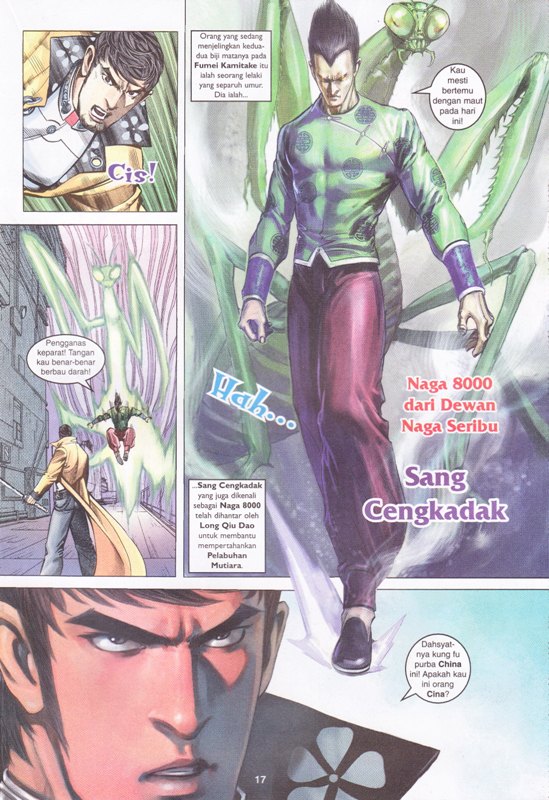 Cis!
Orang yang sedang
menjelingkan kedua-
dua biji matanya pada
Fumei Kamitake itu
ialah seorang lelaki
yang separuh umur.
Dia ialah...
Kau
mesti
bertemu
dengan maut
pada hari
ini!
Pengganas
keparat! Tangan
kau benar-benar
berbau darah!
Hah...
Naga 8000
dari Dewan
Naga Seribu
Sang
Cengkadak
...Sang Cengkadak
yang juga dikenali
sebagai Naga 8000
telah dihantar oleh
Long Qiu Dao
untuk membantu
mempertahankan
Pelabuhan
Mutiara.
Dahsyat-
nya kung fu
purba China
ini! Apakah kau
ini orang
Cina?
17